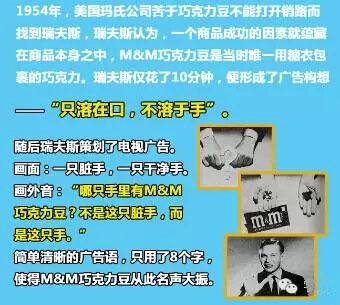 1954年，美国玛氏公司苦于巧克力豆不能打开销路而
找到瑞夫斯，瑞夫斯认为，一个商品成功的因素就蕴藏
在商品本身之中，M&M巧克力豆是当时唯一用糖衣包
裹的巧克力。瑞夫斯仅花了10分钟，便形成了广告构想
——“只溶在口，不溶于手”。
随后瑞夫斯策划了电视广告。
画面：一只脏手，一只干净手。
画外音：“哪只手里有M&M
巧克力豆？不是这只脏手，而
是这只手。”
简单清晰的广告语，只用了8个字，
使得M&M巧克力豆从此名声大振。
m&m's